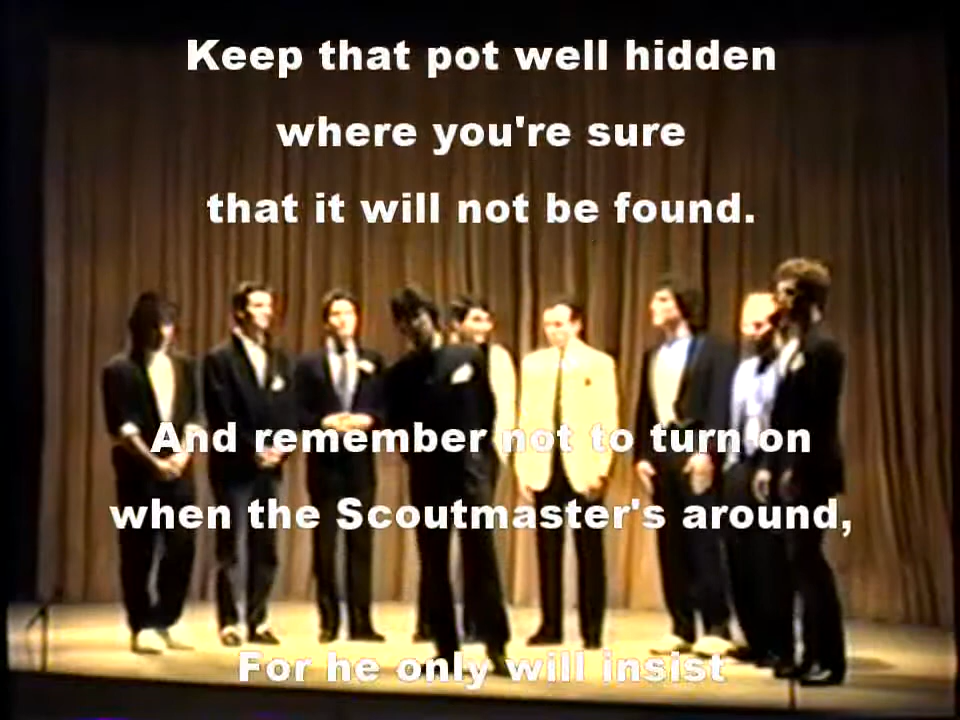 Keep that pot well hidden
where you're sure
that it will not be found.
And remember not to turn on
when the Scoutmaster's around,
For he only will insist